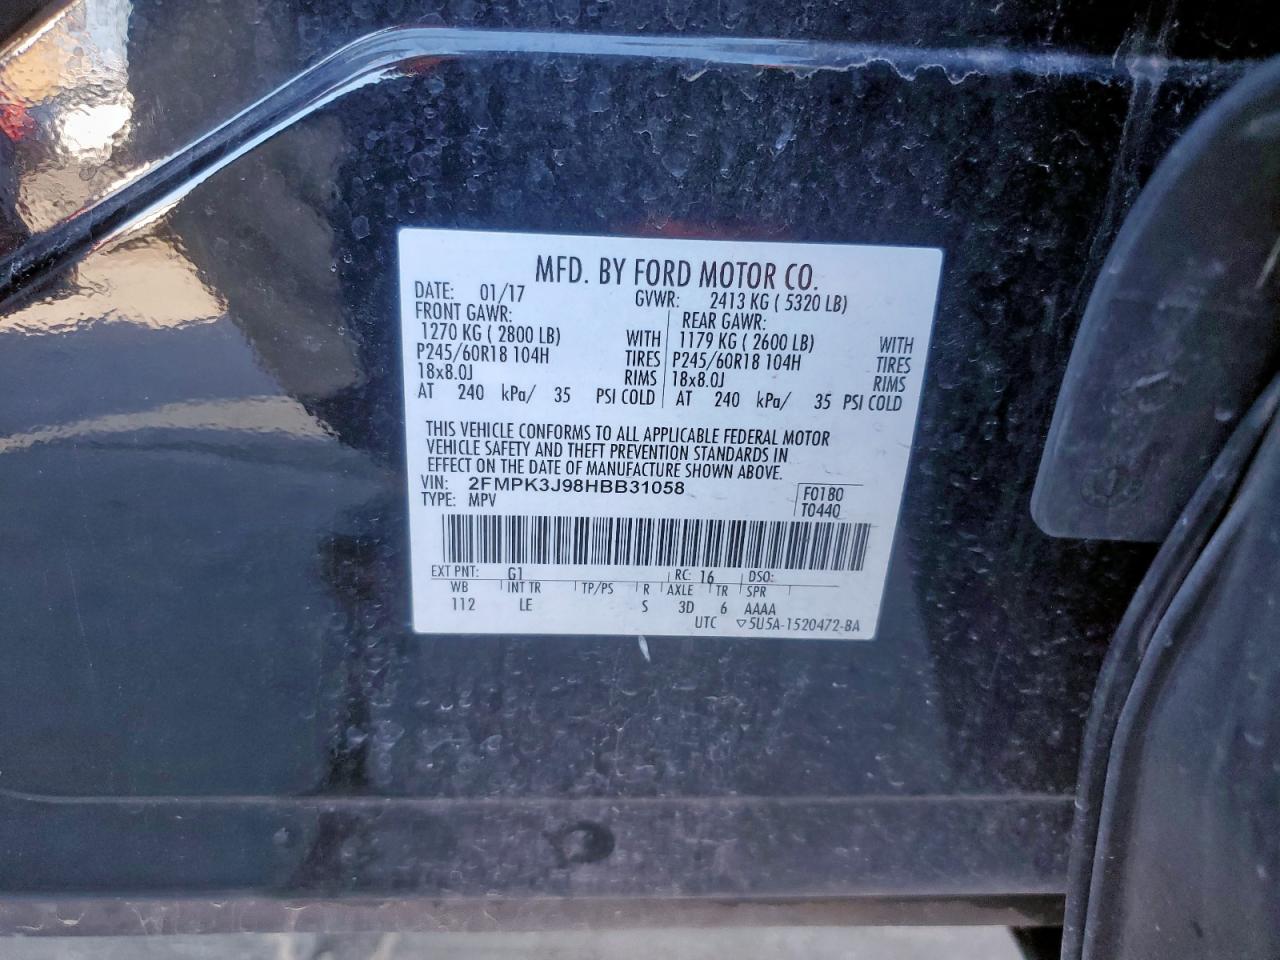 MFD. BY FORD MOTOR CO.
DATE: 01/17 GVWR: 2413 KG ( 5320 LB)
FRONT GAWR: REAR GAWR:
1270 KG ( 2800 LB) WITH 1179 KG ( 2600 LB) WITH
P245/60R18 104H TIRES P245/60R18 104H TIRES
18x8.0J RIMS 18x8.0J RIMS
AT 240 kPa/ 35 PSI COLD AT 240 kPa/ 35 PSI COLD
THIS VEHICLE CONFORMS TO ALL APPLICABLE FEDERAL MOTOR
VEHICLE SAFETY AND THEFT PREVENTION STANDARDS IN
EFFECT ON THE DATE OF MANUFACTURE SHOWN ABOVE.
VIN: 2FMPK3J98HBB31058 F0180
TYPE: MPV T0440
EXT PNT: G1 RC: 16 DSO:
WB INT TR TP/PS R AXLE TR SPR
112 LE S 3D 6 AAAA
UTC ▽5U5A-1520472-BA